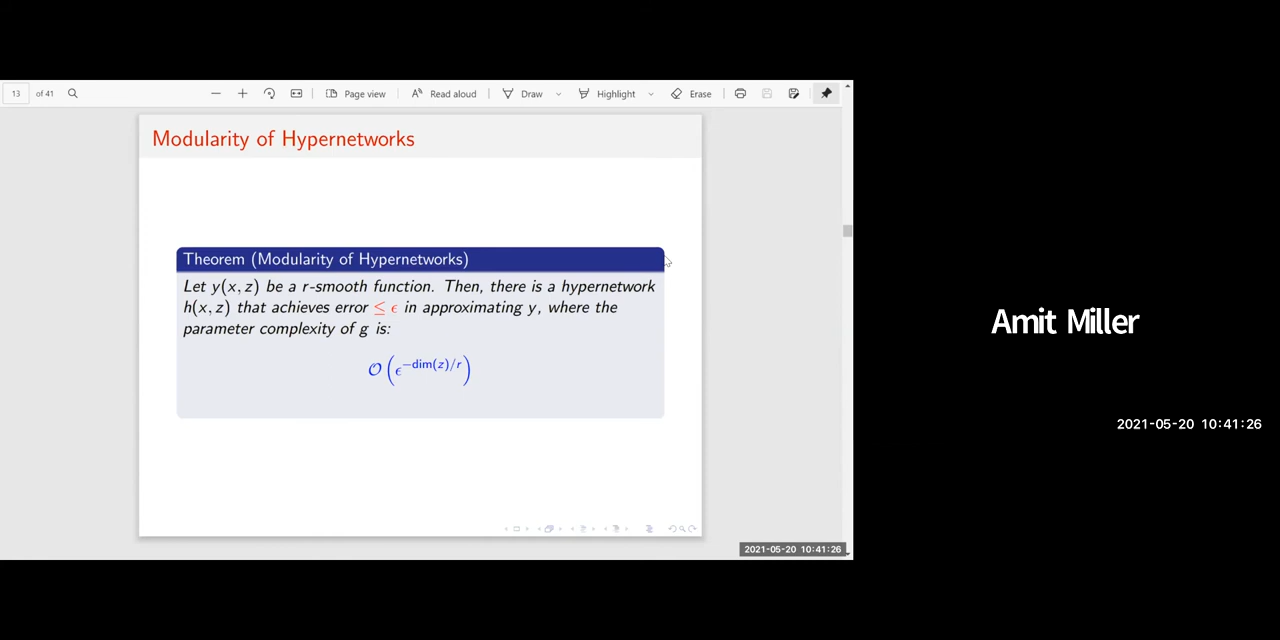 13 of 41 Page view Read aloud Draw Highlight Erase
Modularity of Hypernetworks
Theorem (Modularity of Hypernetworks)
Let y(x, z) be a r-smooth function. Then, there is a hypernetwork
h(x, z) that achieves error ≤ ϵ in approximating y, where the
parameter complexity of g is:
𝒪(ϵ^{−dim(z)/r})
2021-05-20 10:41:26
Amit Miller
2021-05-20 10:41:26